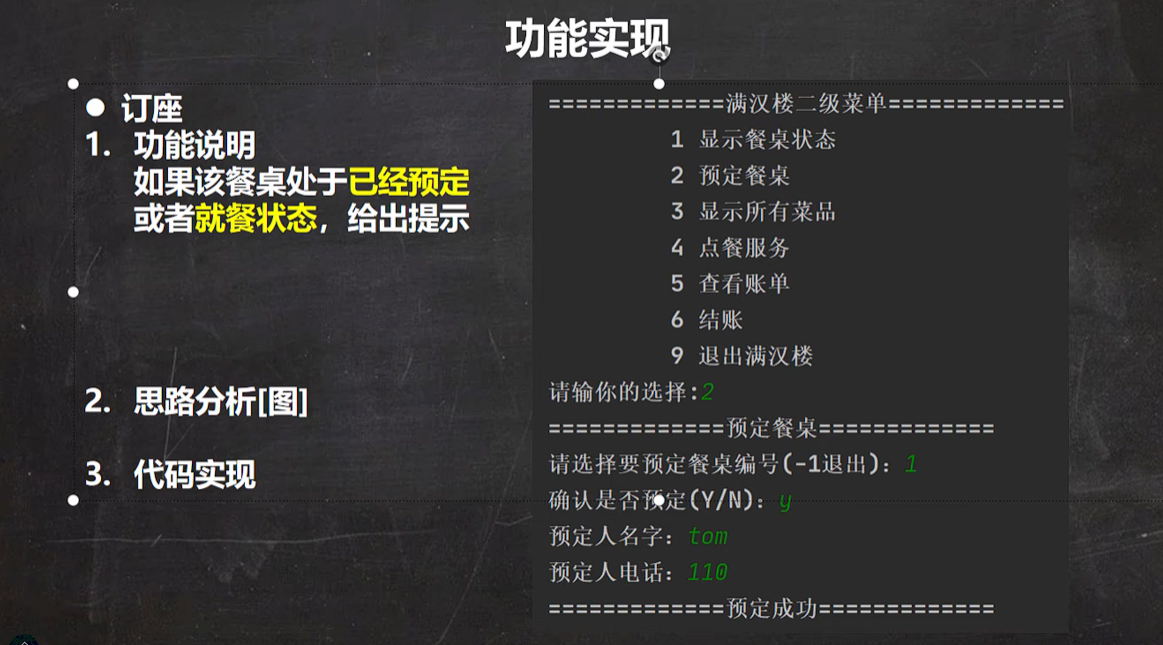 功能实现
● 订座
1. 功能说明
如果该餐桌处于已经预定
或者就餐状态，给出提示
2. 思路分析[图]
3. 代码实现
=============满汉楼二级菜单=============
1 显示餐桌状态
2 预定餐桌
3 显示所有菜品
4 点餐服务
5 查看账单
6 结账
9 退出满汉楼
请输你的选择:2
=============预定餐桌=============
请选择要预定餐桌编号(-1退出)：1
确认是否预定(Y/N)：y
预定人名字：tom
预定人电话：110
=============预定成功=============